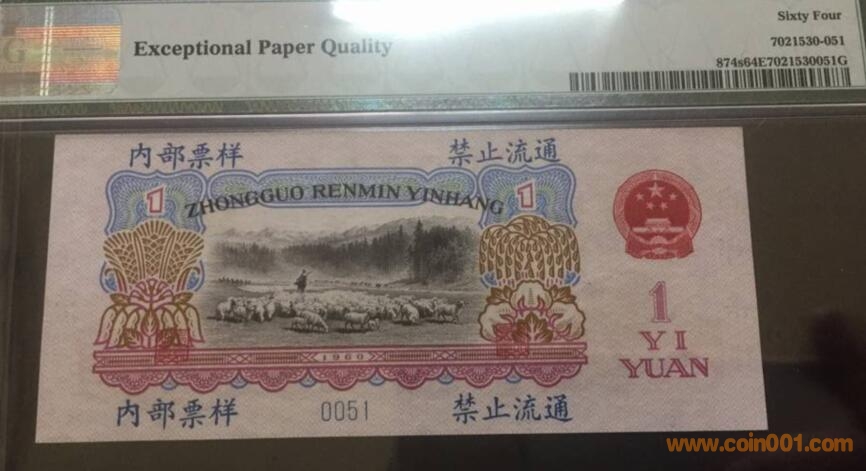 Sixty Four
Exceptional Paper Quality
7021530-051
874s64E7021530051G
内部票样 禁止流通
1 1
ZHONGGUO RENMIN YINHANG
1
YI
YUAN
1960
内部票样 0051 禁止流通
www.coin001.com